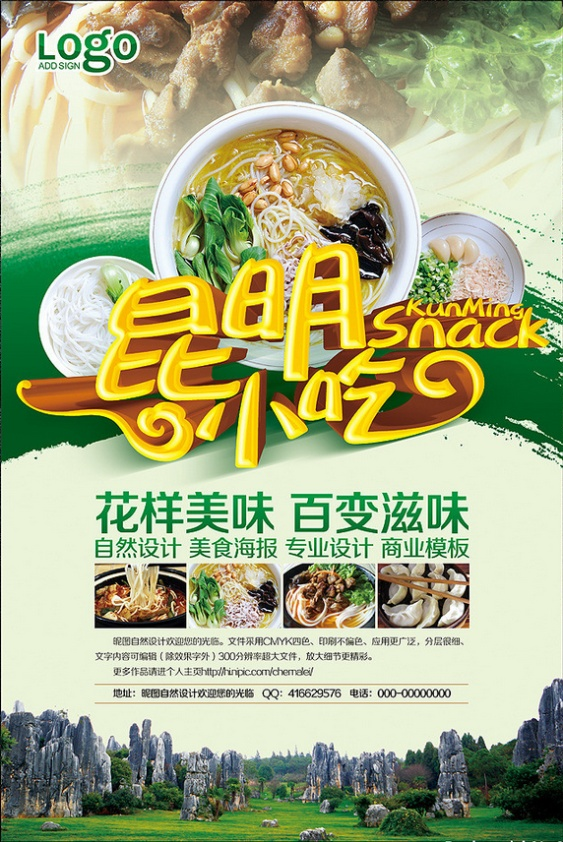 Logo
ADD SIGN
昆明
KunMing
Snack
小吃
花样美味 百变滋味
自然设计 美食海报 专业设计 商业模板
昵图自然设计欢迎您的光临。文件采用CMYK四色、印刷不偏色、应用更广泛，分层很细、
文字内容可编辑（除效果字外）300分辨率超大文件，放大细节更精彩。
更多作品请进个人主页http://hi.nipic.com/chemalei/
地址：昵图自然设计欢迎您的光临 QQ：416629576 电话：000-00000000